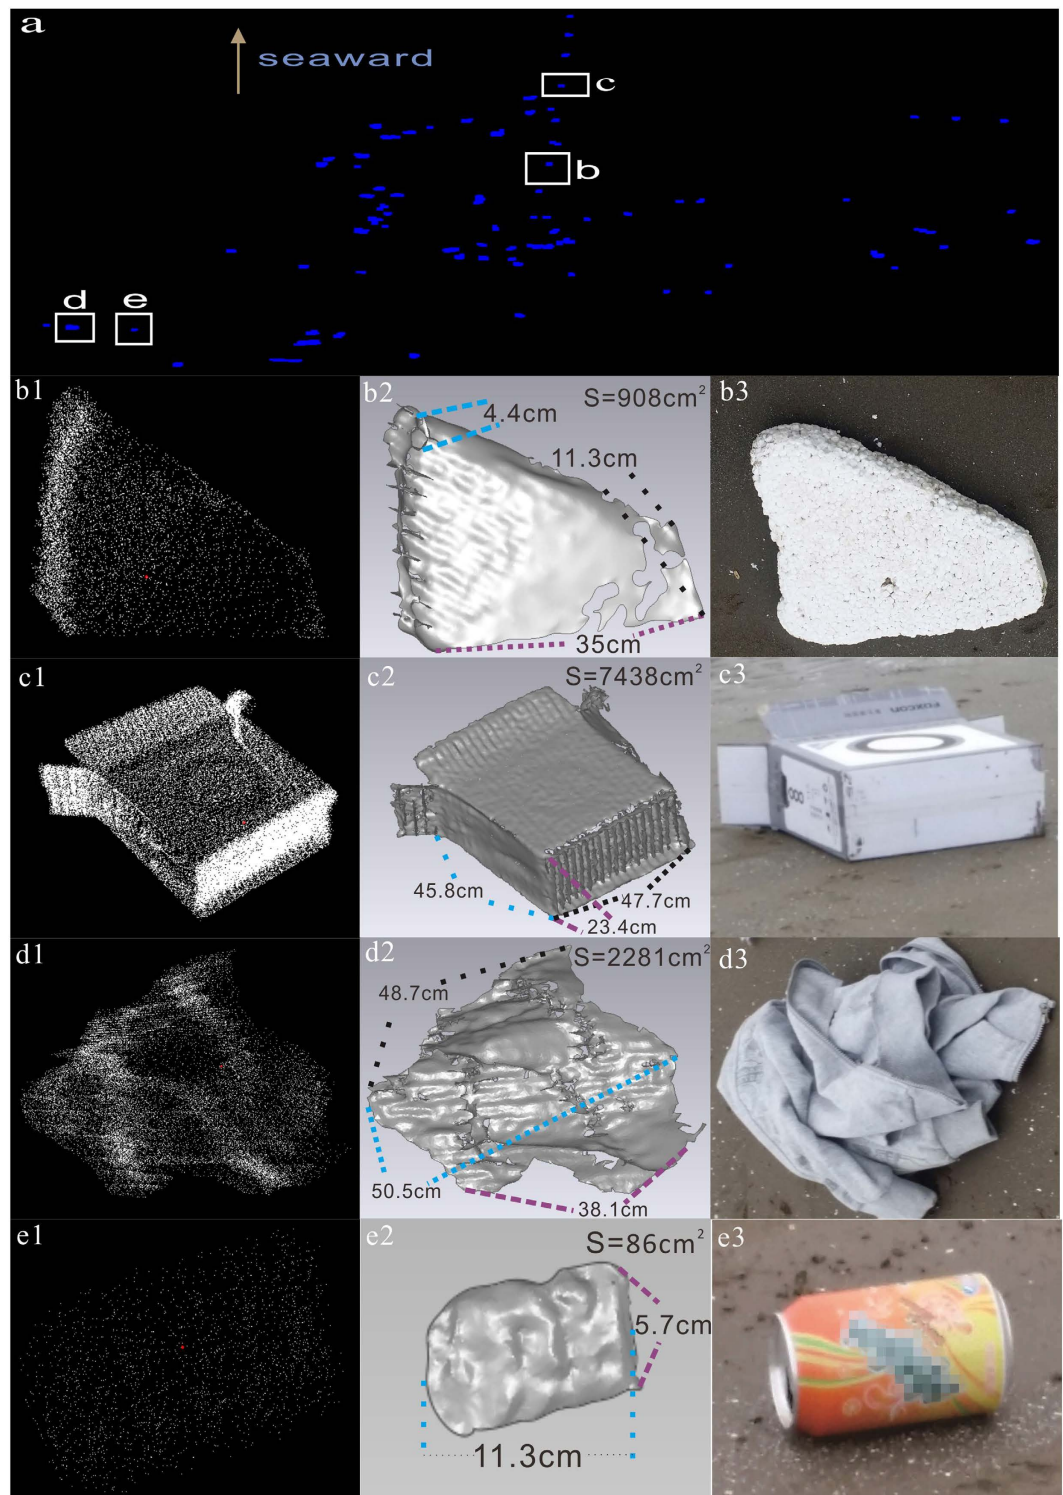 a
seaward
c
b
d
e
b1
b2
S=908cm²
4.4cm
11.3cm
35cm
b3
c1
c2
S=7438cm²
45.8cm
47.7cm
23.4cm
c3
FOXCON
d1
d2
S=2281cm²
48.7cm
50.5cm
38.1cm
d3
e1
e2
S=86cm²
5.7cm
11.3cm
e3